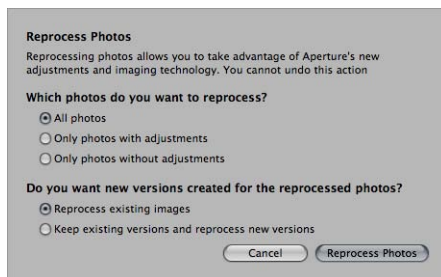 Reprocess Photos
Reprocessing photos allows you to take advantage of Aperture's new
adjustments and imaging technology. You cannot undo this action
Which photos do you want to reprocess?
All photos
Only photos with adjustments
Only photos without adjustments
Do you want new versions created for the reprocessed photos?
Reprocess existing images
Keep existing versions and reprocess new versions
Cancel Reprocess Photos